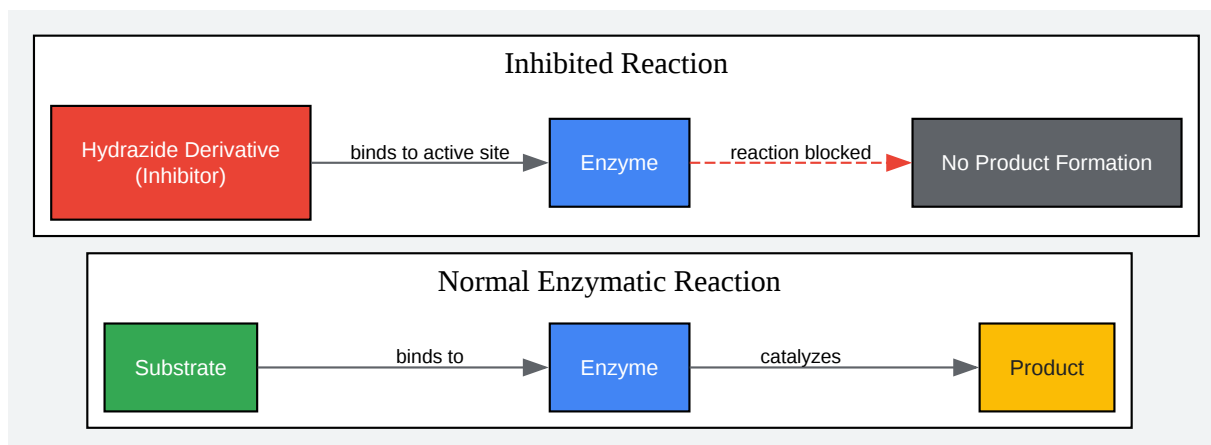 Inhibited Reaction
Hydrazide Derivative
(Inhibitor)
binds to active site
Enzyme
reaction blocked
No Product Formation
Normal Enzymatic Reaction
Substrate
binds to
Enzyme
catalyzes
Product